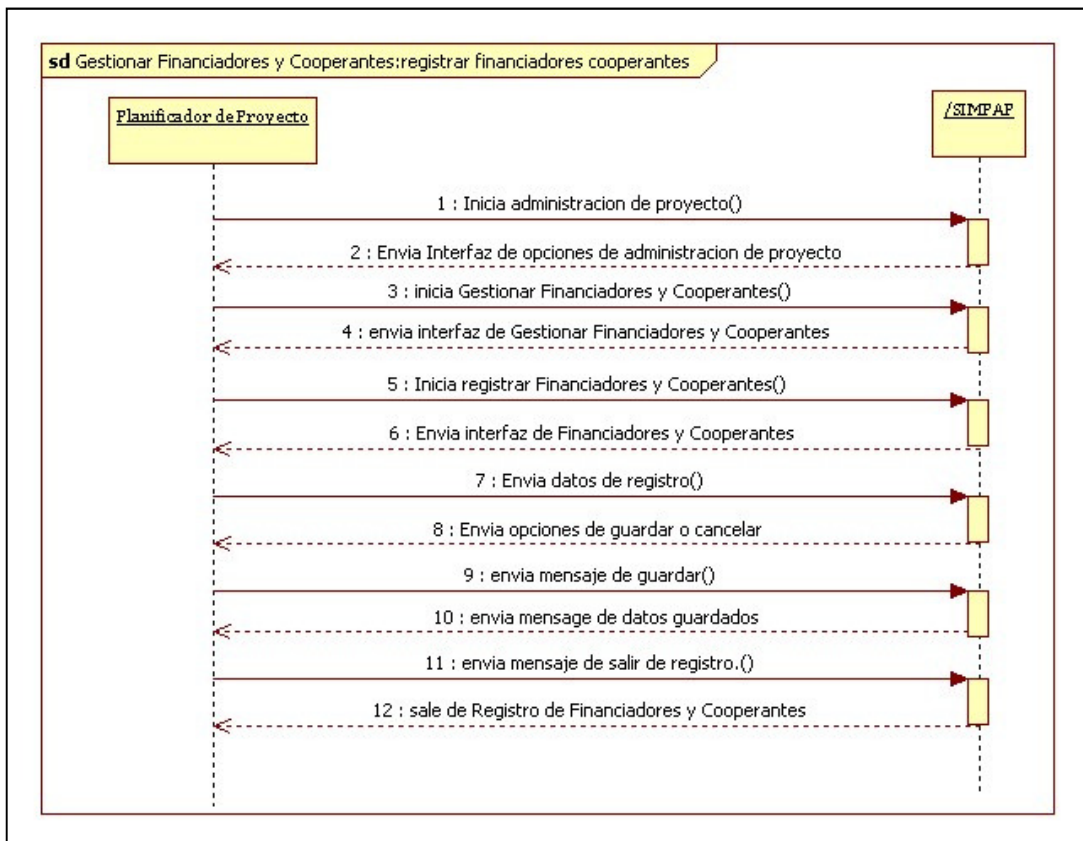 sd Gestionar Financiadores y Cooperantes:registrar financiadores cooperantes
Planificador de Proyecto
/SIMPAP
1 : Inicia administracion de proyecto()
2 : Envia Interfaz de opciones de administracion de proyecto
3 : inicia Gestionar Financiadores y Cooperantes()
4 : envia interfaz de Gestionar Financiadores y Cooperantes
5 : Inicia registrar Financiadores y Cooperantes()
6 : Envia interfaz de Financiadores y Cooperantes
7 : Envia datos de registro()
8 : Envia opciones de guardar o cancelar
9 : envia mensaje de guardar()
10 : envia mensage de datos guardados
11 : envia mensaje de salir de registro.()
12 : sale de Registro de Financiadores y Cooperantes